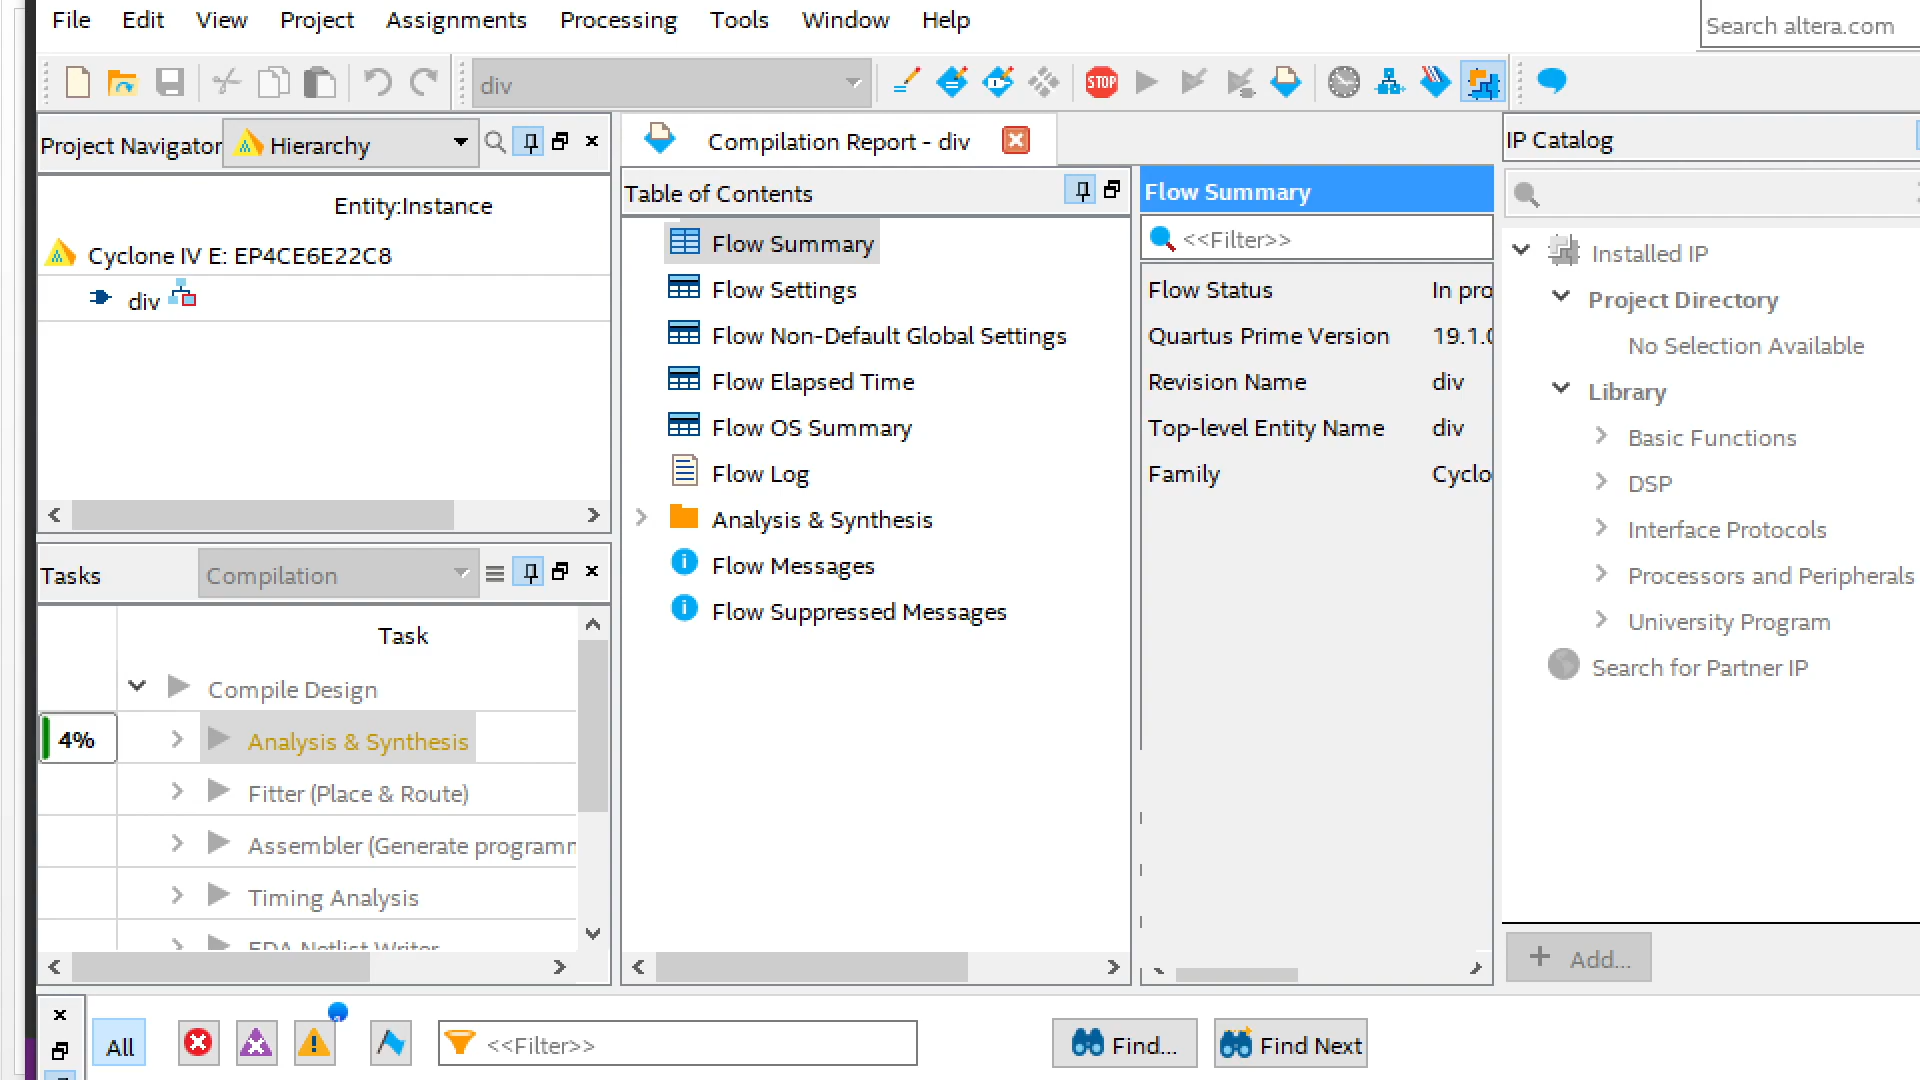 File Edit View Project Assignments Processing Tools Window Help
Search altera.com
div
STOP
Project Navigator
Hierarchy
Entity:Instance
Cyclone IV E: EP4CE6E22C8
div
Tasks
Compilation
Task
Compile Design
4%
Analysis & Synthesis
Fitter (Place & Route)
Assembler (Generate programm
Timing Analysis
EDA Netlist Writer
Compilation Report - div
Table of Contents
Flow Summary
Flow Settings
Flow Non-Default Global Settings
Flow Elapsed Time
Flow OS Summary
Flow Log
Analysis & Synthesis
Flow Messages
Flow Suppressed Messages
Flow Summary
<<Filter>>
Flow Status In pro
Quartus Prime Version 19.1.0
Revision Name div
Top-level Entity Name div
Family Cyclo
IP Catalog
Installed IP
Project Directory
No Selection Available
Library
Basic Functions
DSP
Interface Protocols
Processors and Peripherals
University Program
Search for Partner IP
+ Add...
All
<<Filter>>
Find...
Find Next